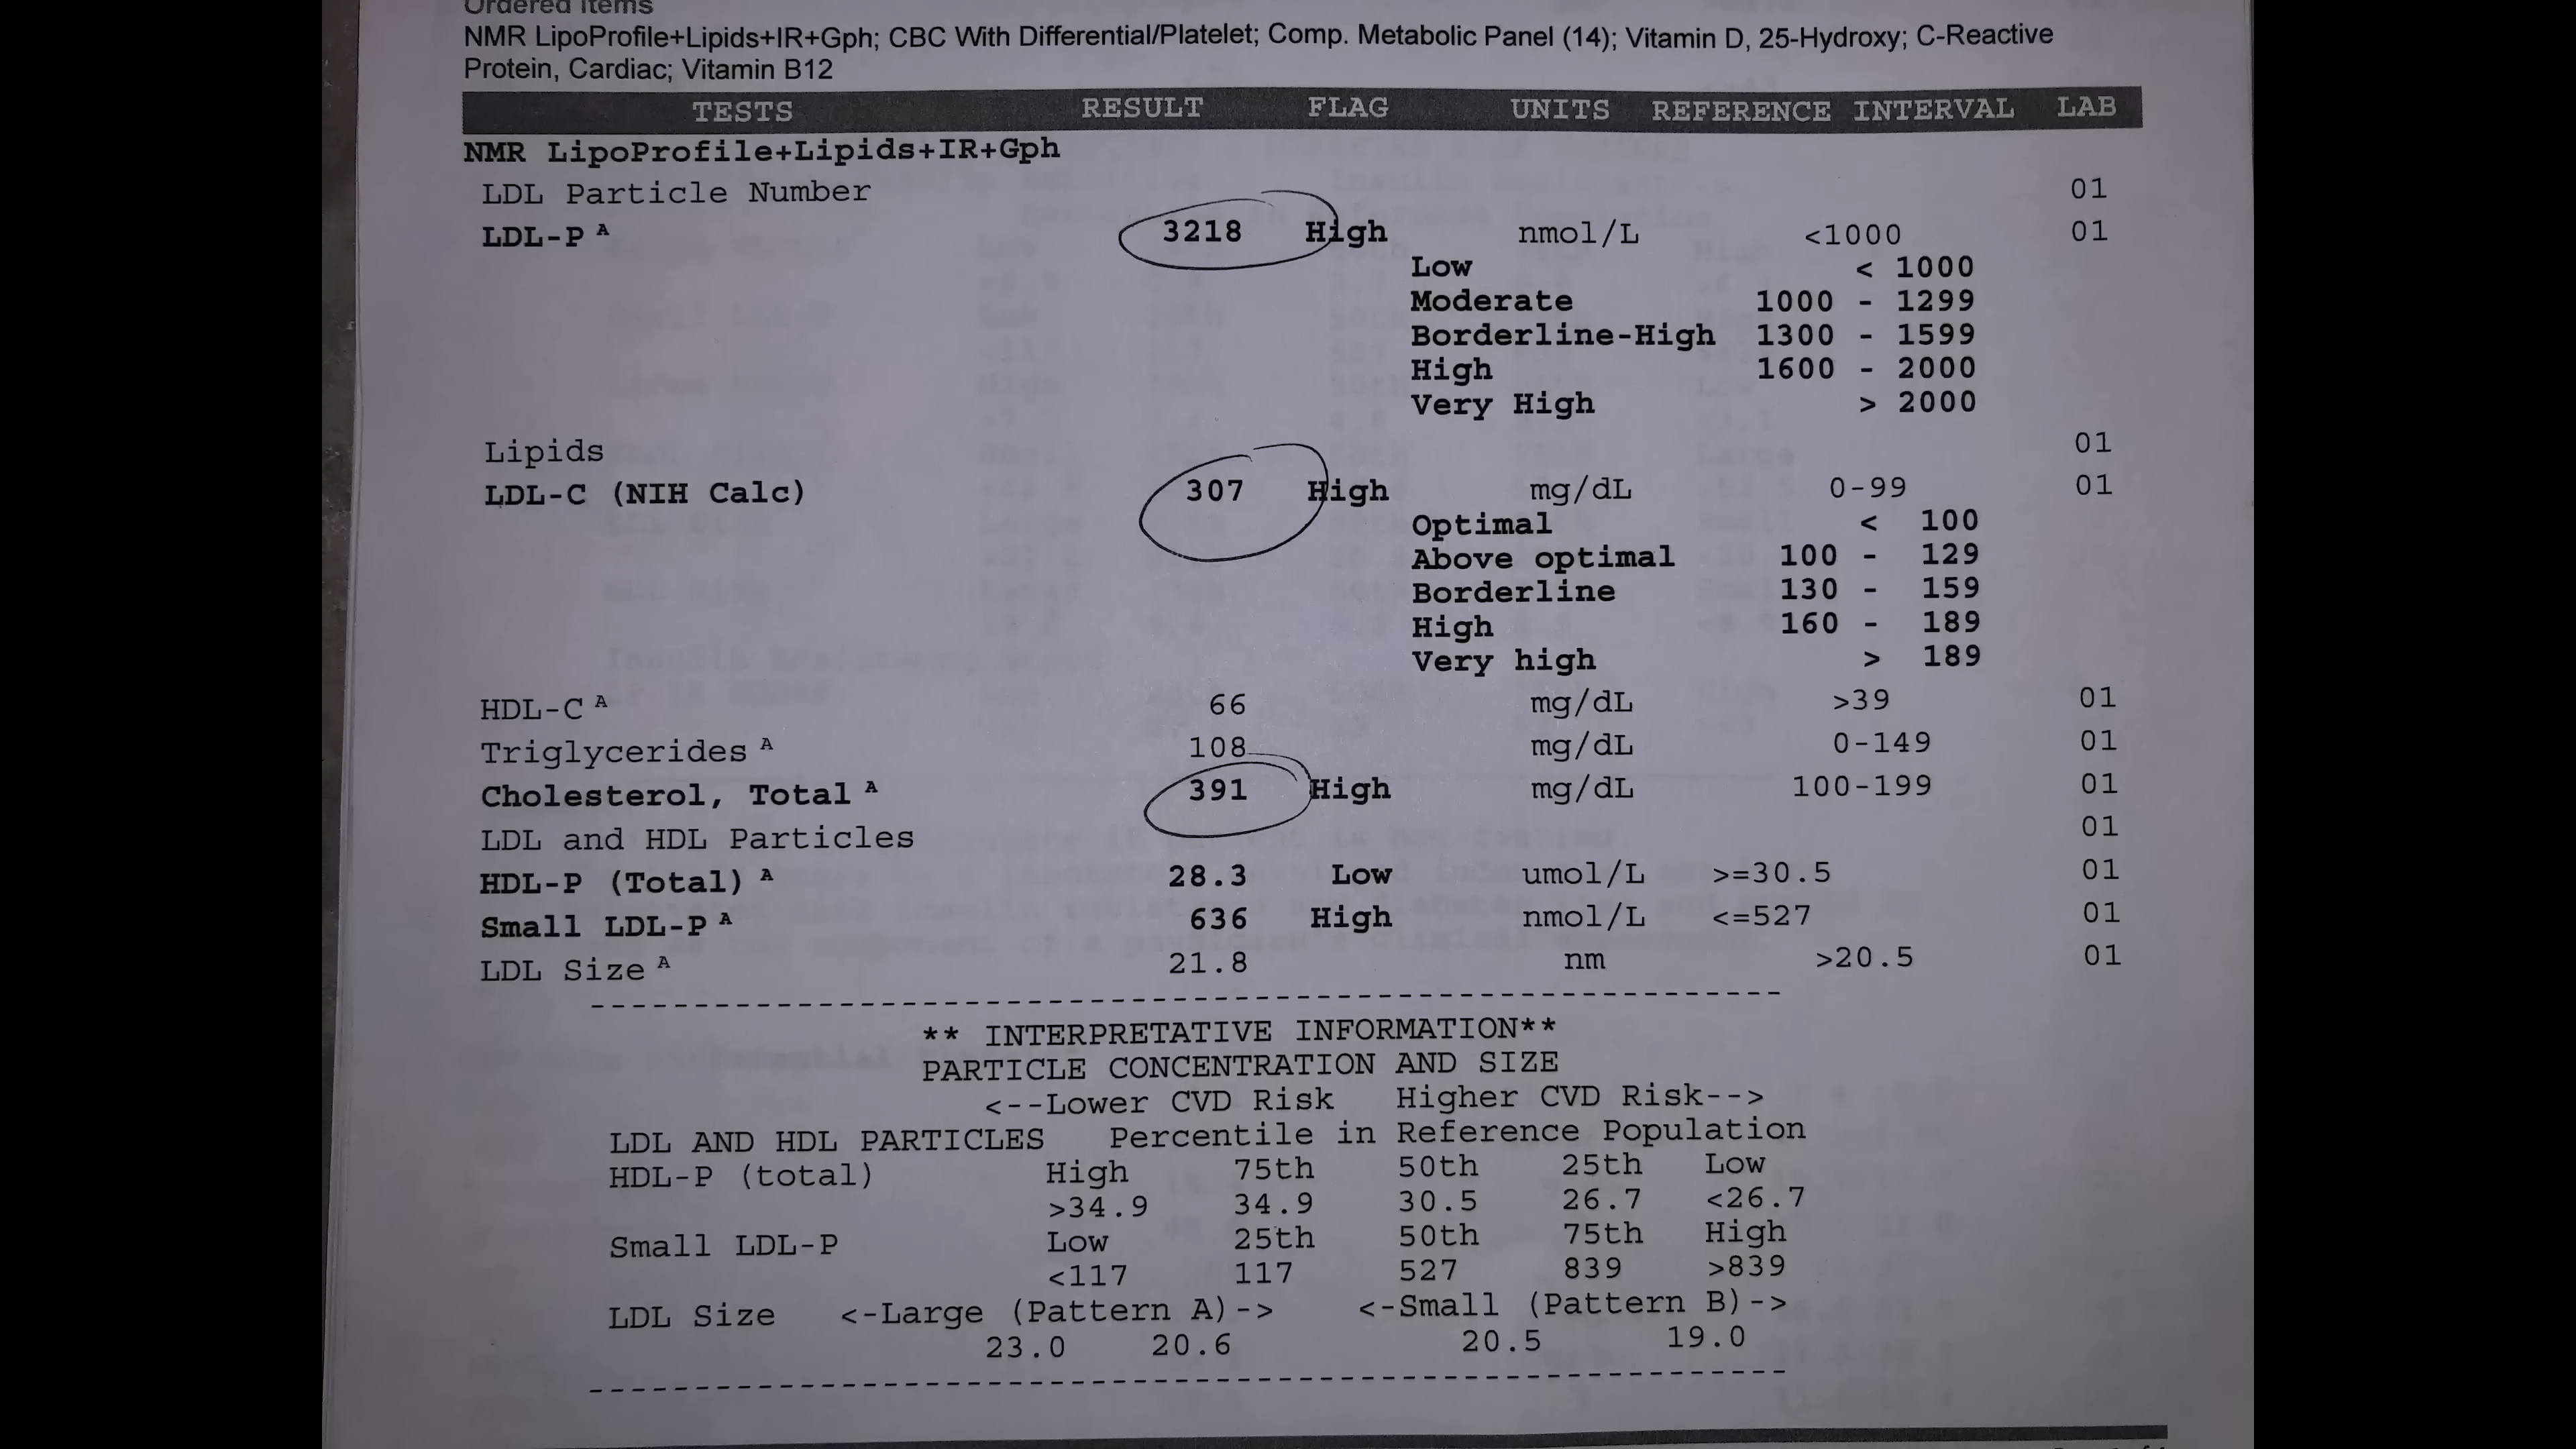 Ordered Items
NMR LipoProfile+Lipids+IR+Gph; CBC With Differential/Platelet; Comp. Metabolic Panel (14); Vitamin D, 25-Hydroxy; C-Reactive
Protein, Cardiac; Vitamin B12
TESTS RESULT FLAG UNITS REFERENCE INTERVAL LAB
NMR LipoProfile+Lipids+IR+Gph
LDL Particle Number 01
LDL-P A 3218 High nmol/L <1000 01
Low < 1000
Moderate 1000 - 1299
Borderline-High 1300 - 1599
High 1600 - 2000
Very High > 2000
Lipids 01
LDL-C (NIH Calc) 307 High mg/dL 0-99 01
Optimal < 100
Above optimal 100 - 129
Borderline 130 - 159
High 160 - 189
Very high > 189
HDL-C A 66 mg/dL >39 01
Triglycerides A 108 mg/dL 0-149 01
Cholesterol, Total A 391 High mg/dL 100-199 01
LDL and HDL Particles 01
HDL-P (Total) A 28.3 Low umol/L >=30.5 01
Small LDL-P A 636 High nmol/L <=527 01
LDL Size A 21.8 nm >20.5 01
----------------------------------------------------------
** INTERPRETATIVE INFORMATION**
PARTICLE CONCENTRATION AND SIZE
<---Lower CVD Risk Higher CVD Risk-->
LDL AND HDL PARTICLES Percentile in Reference Population
HDL-P (total) High 75th 50th 25th Low
>34.9 34.9 30.5 26.7 <26.7
Small LDL-P Low 25th 50th 75th High
<117 117 527 839 >839
LDL Size <-Large (Pattern A)-> <-Small (Pattern B)->
23.0 20.6 20.5 19.0
----------------------------------------------------------